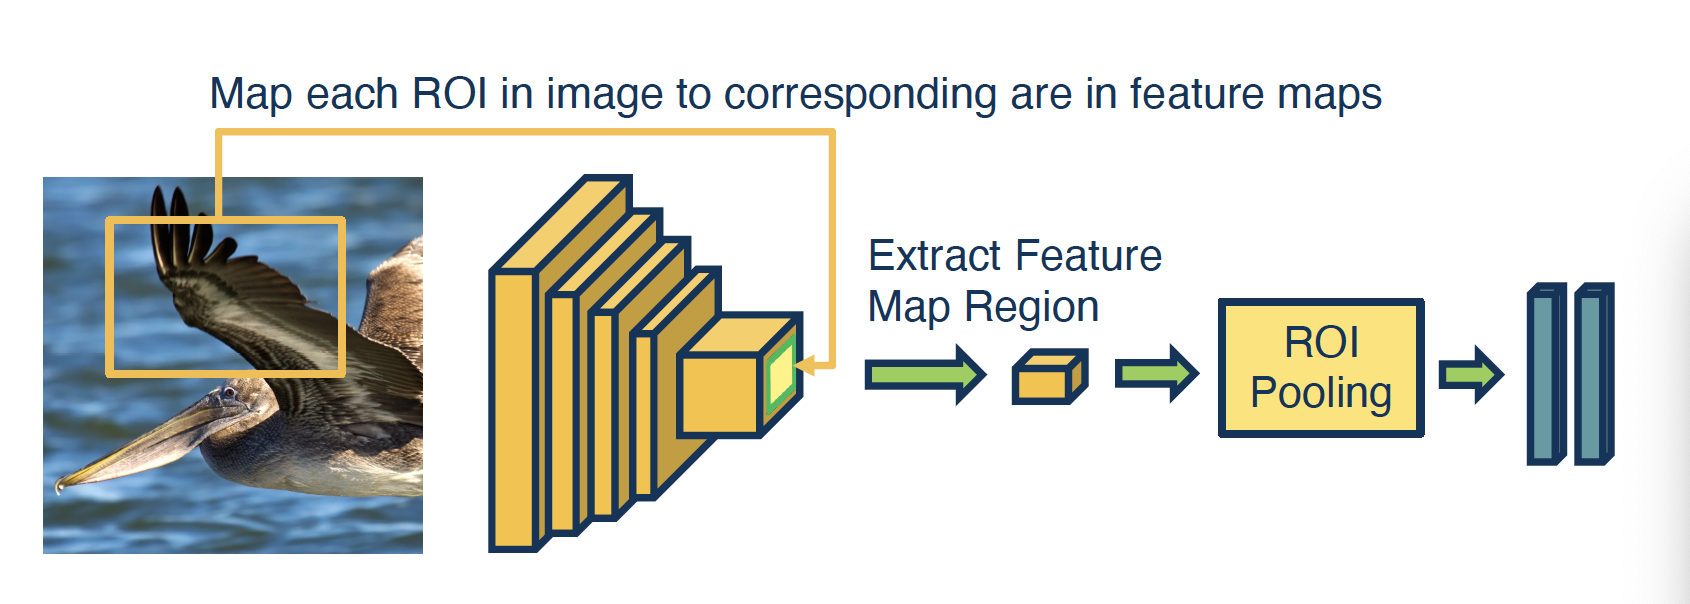 Map each ROI in image to corresponding are in feature maps
Extract Feature
Map Region
ROI
Pooling